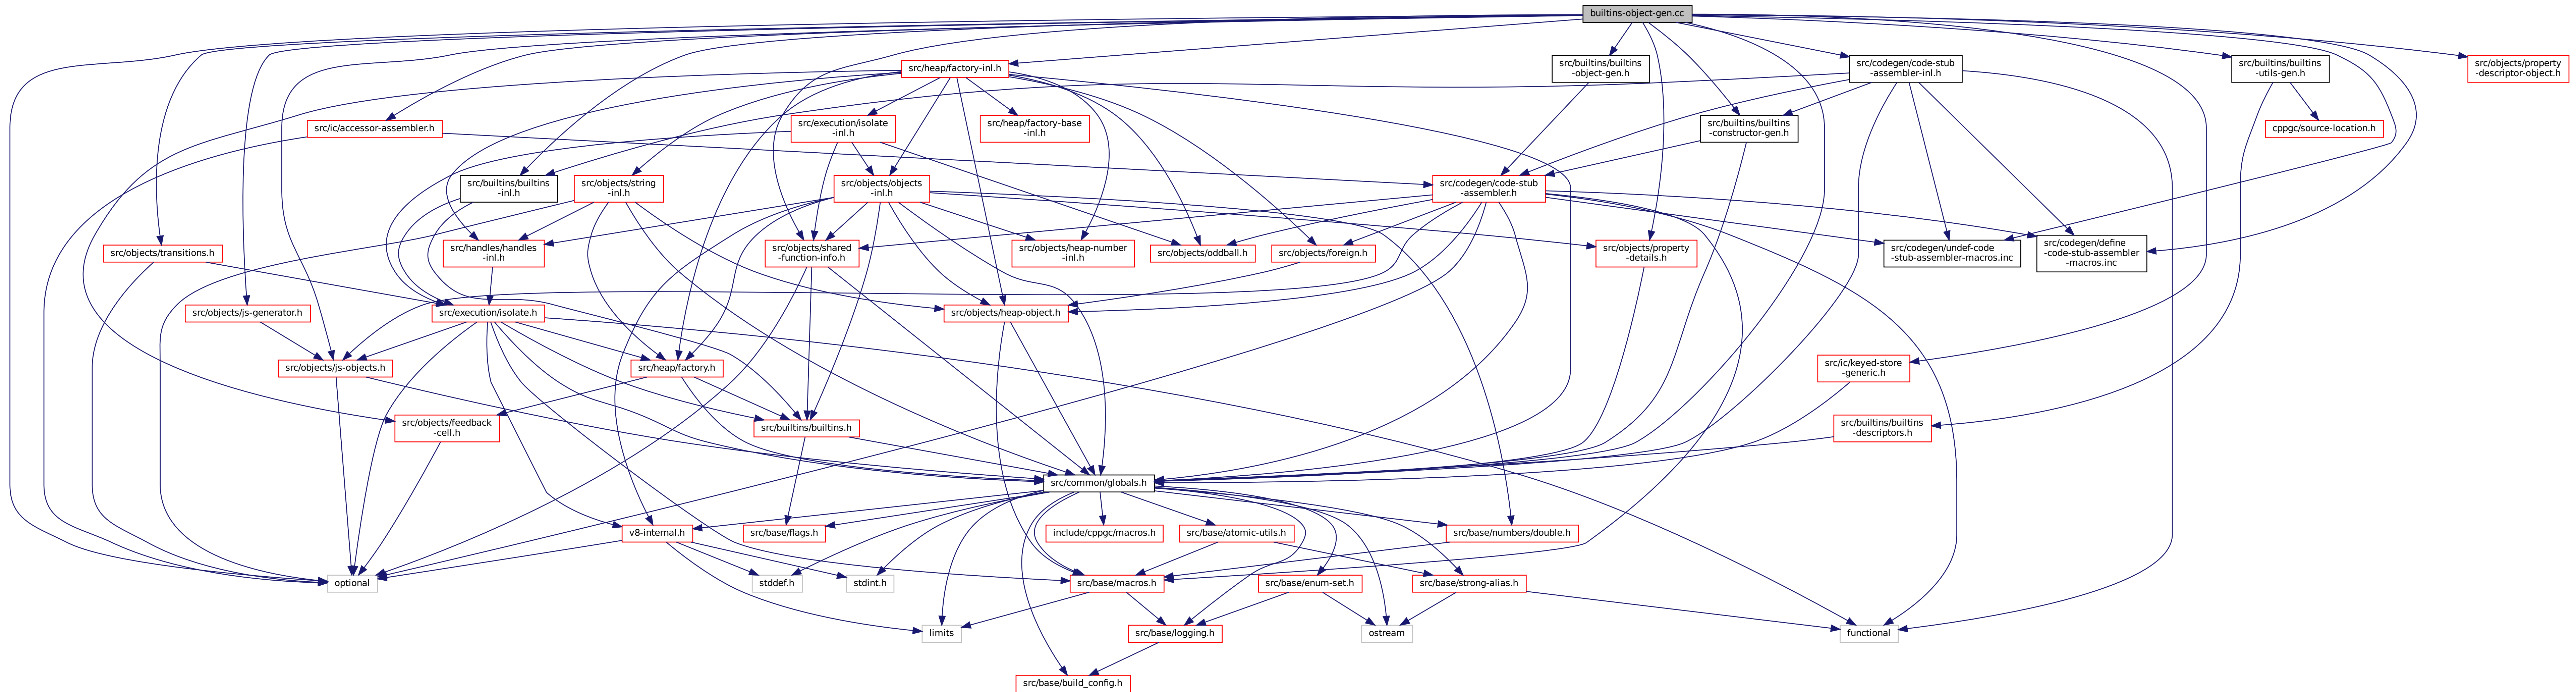 builtins-object-gen.cc
src/heap/factory-inl.h
src/builtins/builtins
-object-gen.h
src/codegen/code-stub
-assembler-inl.h
src/builtins/builtins
-utils-gen.h
src/objects/property
-descriptor-object.h
src/ic/accessor-assembler.h
src/execution/isolate
-inl.h
src/heap/factory-base
-inl.h
src/builtins/builtins
-constructor-gen.h
cppgc/source-location.h
src/builtins/builtins
-inl.h
src/objects/string
-inl.h
src/objects/objects
-inl.h
src/codegen/code-stub
-assembler.h
src/objects/transitions.h
src/handles/handles
-inl.h
src/objects/shared
-function-info.h
src/objects/heap-number
-inl.h
src/objects/oddball.h
src/objects/foreign.h
src/objects/property
-details.h
src/codegen/undef-code
-stub-assembler-macros.inc
src/codegen/define
-code-stub-assembler
-macros.inc
src/objects/js-generator.h
src/execution/isolate.h
src/objects/heap-object.h
src/objects/js-objects.h
src/heap/factory.h
src/ic/keyed-store
-generic.h
src/objects/feedback
-cell.h
src/builtins/builtins.h
src/builtins/builtins
-descriptors.h
src/common/globals.h
v8-internal.h
src/base/flags.h
include/cppgc/macros.h
src/base/atomic-utils.h
src/base/numbers/double.h
optional
stddef.h
stdint.h
src/base/macros.h
src/base/enum-set.h
src/base/strong-alias.h
limits
src/base/logging.h
ostream
functional
src/base/build_config.h